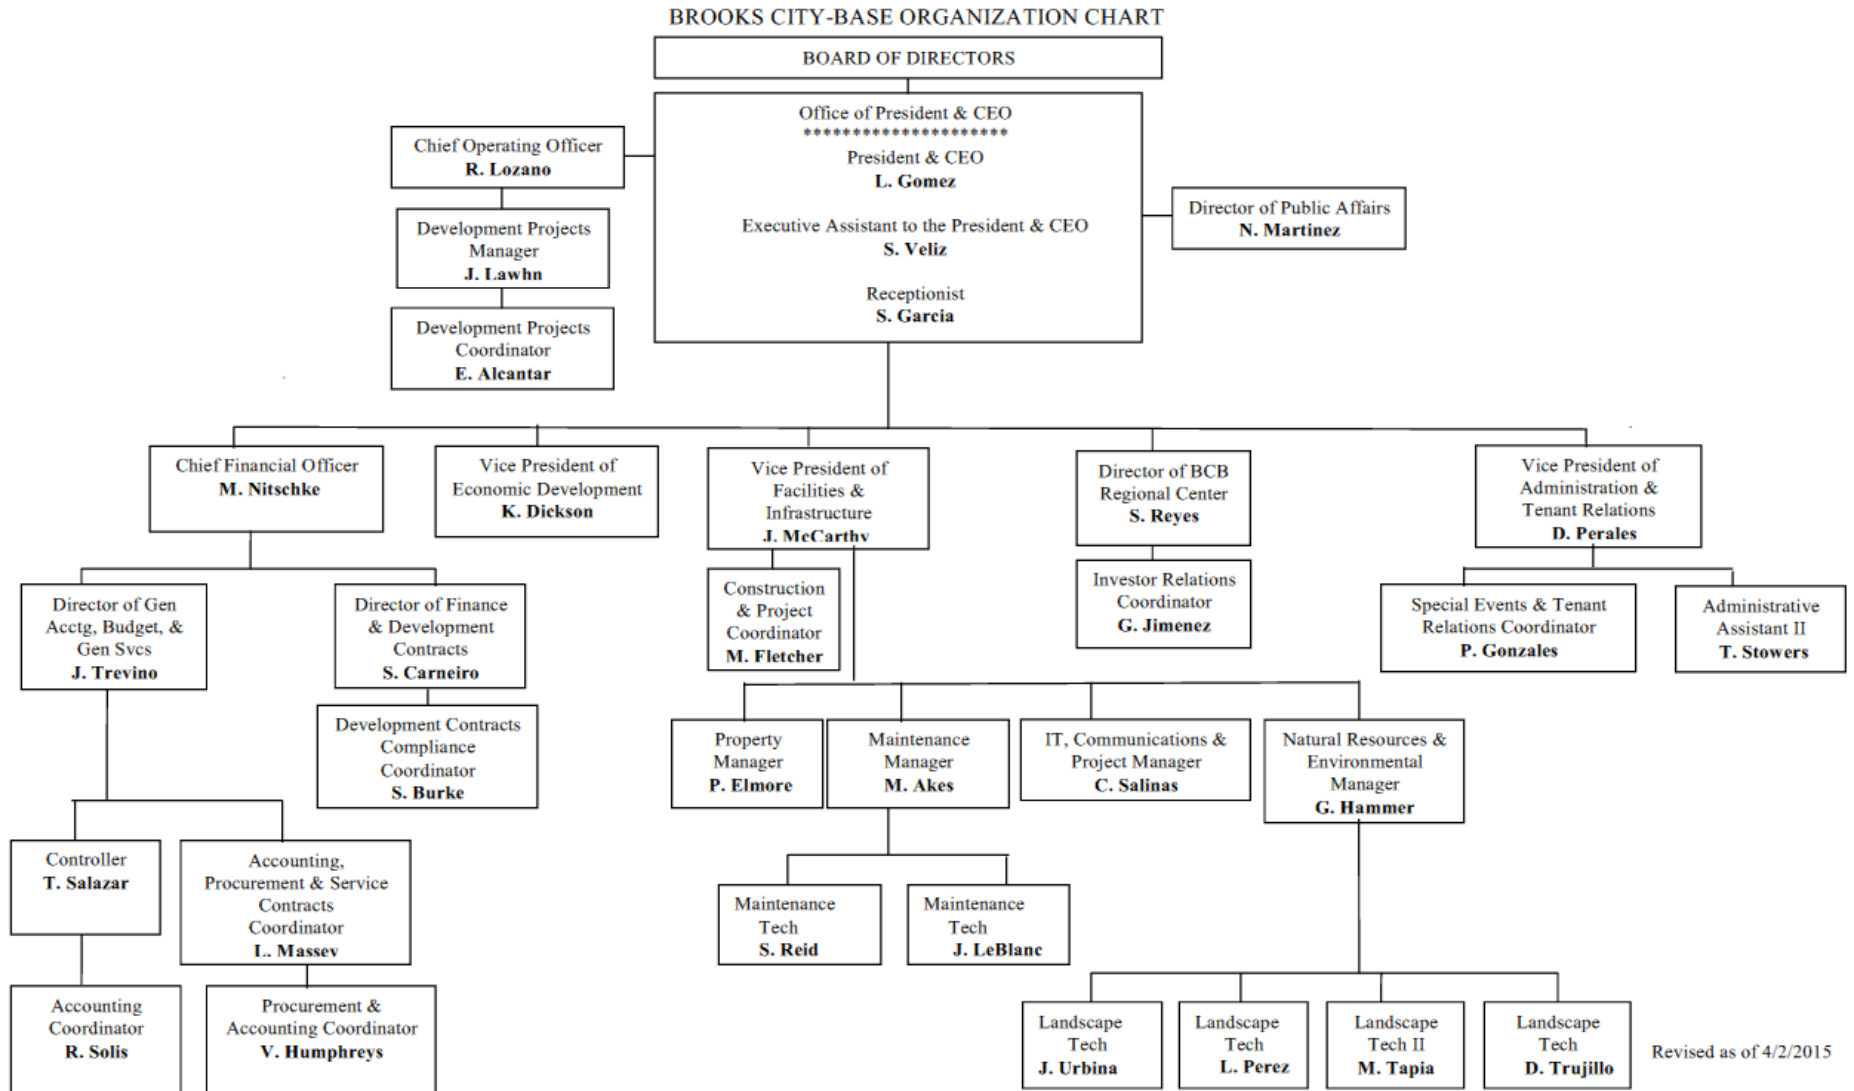 BROOKS CITY-BASE ORGANIZATION CHART
BOARD OF DIRECTORS
Office of President & CEO
*********************
President & CEO
L. Gomez
Executive Assistant to the President & CEO
S. Veliz
Receptionist
S. Garcia
Chief Operating Officer
R. Lozano
Development Projects
Manager
J. Lawhn
Development Projects
Coordinator
E. Alcantar
Director of Public Affairs
N. Martinez
Chief Financial Officer
M. Nitschke
Vice President of
Economic Development
K. Dickson
Vice President of
Facilities &
Infrastructure
J. McCarthy
Director of BCB
Regional Center
S. Reyes
Vice President of
Administration &
Tenant Relations
D. Perales
Director of Gen
Acctg, Budget, &
Gen Svcs
J. Trevino
Director of Finance
& Development
Contracts
S. Carneiro
Construction
& Project
Coordinator
M. Fletcher
Investor Relations
Coordinator
G. Jimenez
Special Events & Tenant
Relations Coordinator
P. Gonzales
Administrative
Assistant II
T. Stowers
Development Contracts
Compliance
Coordinator
S. Burke
Property
Manager
P. Elmore
Maintenance
Manager
M. Akes
IT, Communications &
Project Manager
C. Salinas
Natural Resources &
Environmental
Manager
G. Hammer
Controller
T. Salazar
Accounting,
Procurement & Service
Contracts
Coordinator
L. Massey
Maintenance
Tech
S. Reid
Maintenance
Tech
J. LeBlanc
Accounting
Coordinator
R. Solis
Procurement &
Accounting Coordinator
V. Humphreys
Landscape
Tech
J. Urbina
Landscape
Tech
L. Perez
Landscape
Tech II
M. Tapia
Landscape
Tech
D. Trujillo
Revised as of 4/2/2015